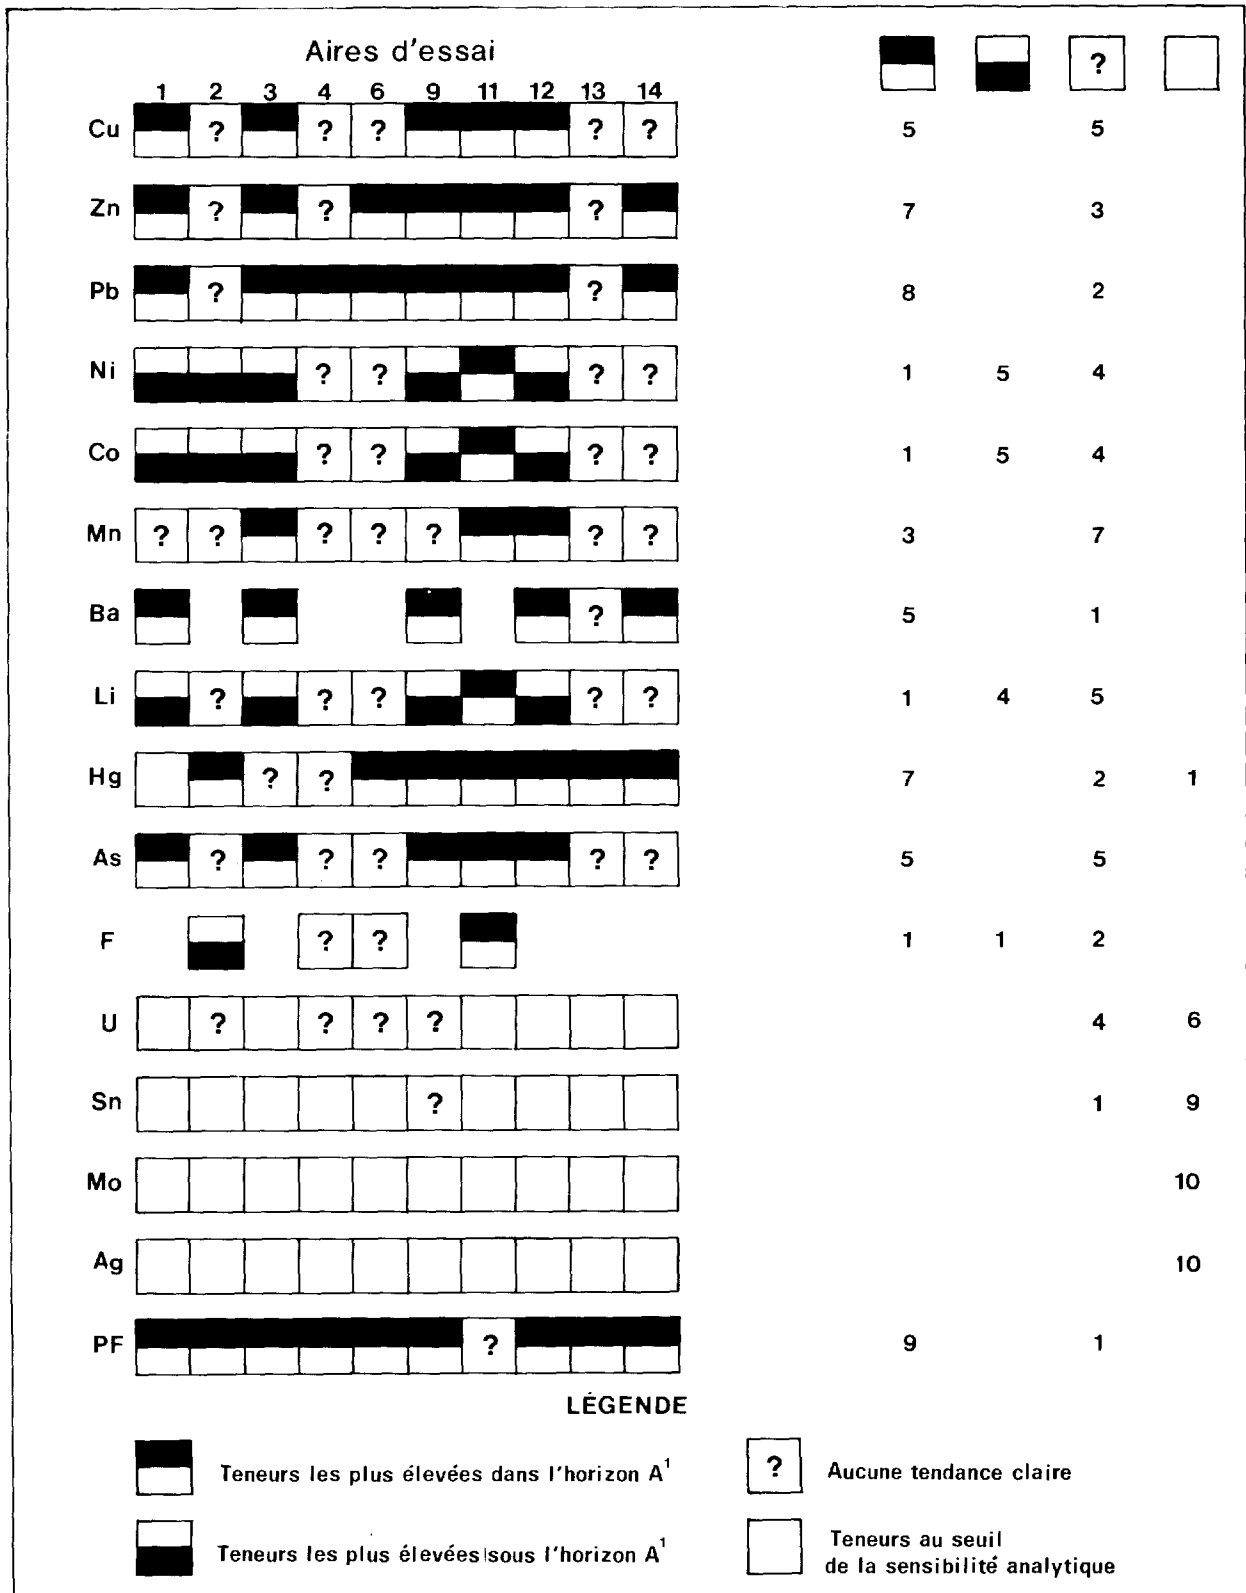 Aires d'essai
?
1 2 3 4 6 9 11 12 13 14
Cu ? ? ? ? ? 5 5
Zn ? ? ? 7 3
Pb ? ? 8 2
Ni ? ? ? ? 1 5 4
Co ? ? ? ? 1 5 4
Mn ? ? ? ? ? ? ? 3 7
Ba ? 5 1
Li ? ? ? ? ? 1 4 5
Hg ? ? 7 2 1
As ? ? ? ? ? 5 5
F ? ? 1 1 2
U ? ? ? ? 4 6
Sn ? 1 9
Mo 10
Ag 10
PF ? 9 1
LÉGENDE
Teneurs les plus élevées dans l'horizon A¹
? Aucune tendance claire
Teneurs les plus élevées sous l'horizon A¹
Teneurs au seuil
de la sensibilité analytique